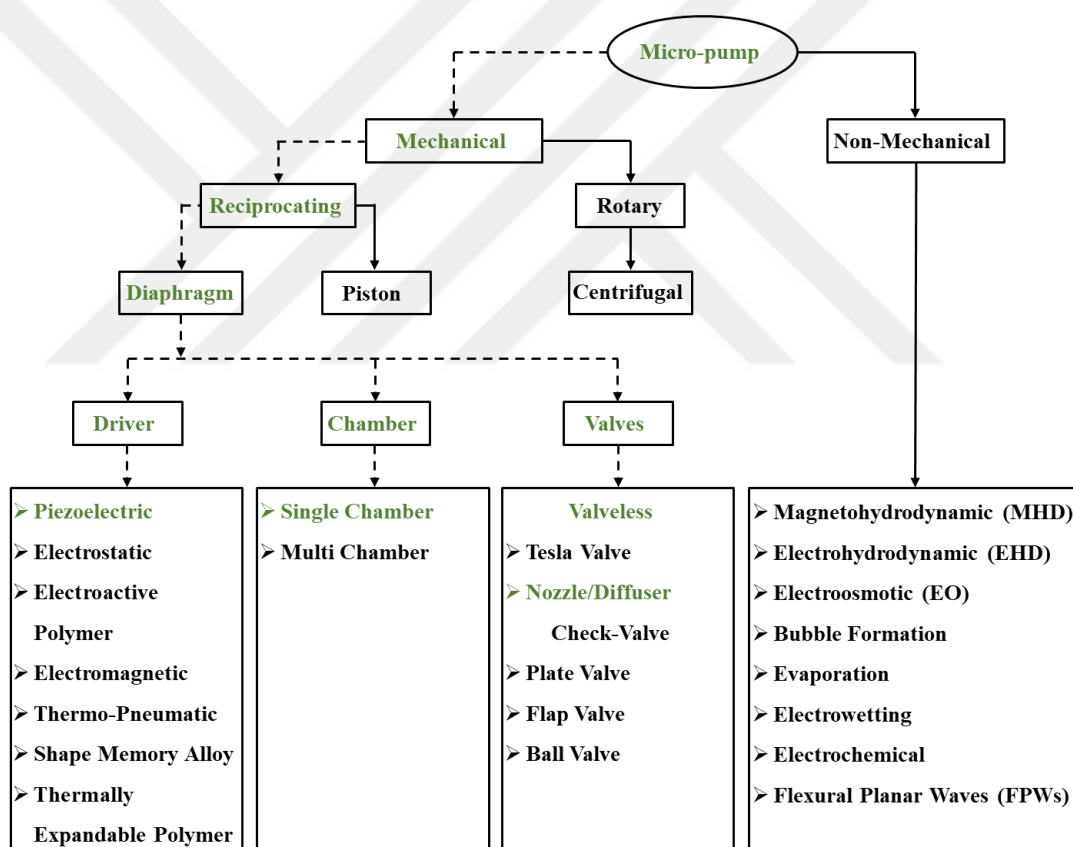 Micro-pump
Mechanical
Non-Mechanical
Reciprocating
Rotary
Diaphragm
Piston
Centrifugal
Driver
Chamber
Valves
➢ Piezoelectric
➢ Electrostatic
➢ Electroactive
Polymer
➢ Electromagnetic
➢ Thermo-Pneumatic
➢ Shape Memory Alloy
➢ Thermally
Expandable Polymer
➢ Single Chamber
➢ Multi Chamber
Valveless
➢ Tesla Valve
➢ Nozzle/Diffuser
Check-Valve
➢ Plate Valve
➢ Flap Valve
➢ Ball Valve
➢ Magnetohydrodynamic (MHD)
➢ Electrohydrodynamic (EHD)
➢ Electroosmotic (EO)
➢ Bubble Formation
➢ Evaporation
➢ Electrowetting
➢ Electrochemical
➢ Flexural Planar Waves (FPWs)